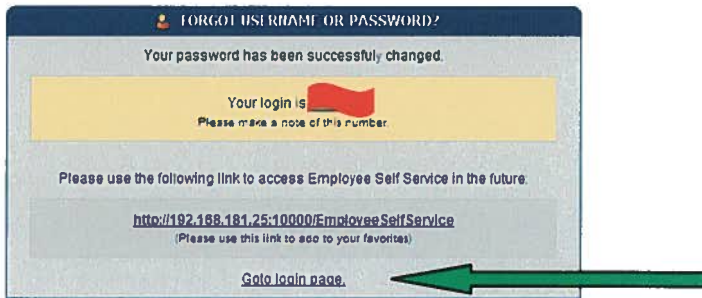 FORGOT USERNAME OR PASSWORD?
Your password has been successfuly changed.
Your login is
Please make a note of this number.
Please use the following link to access Employee Self Service in the future:
http://192.168.181.25:10000/EmployeeSelfService
(Please use this link to add to your favorites)
Goto login page.